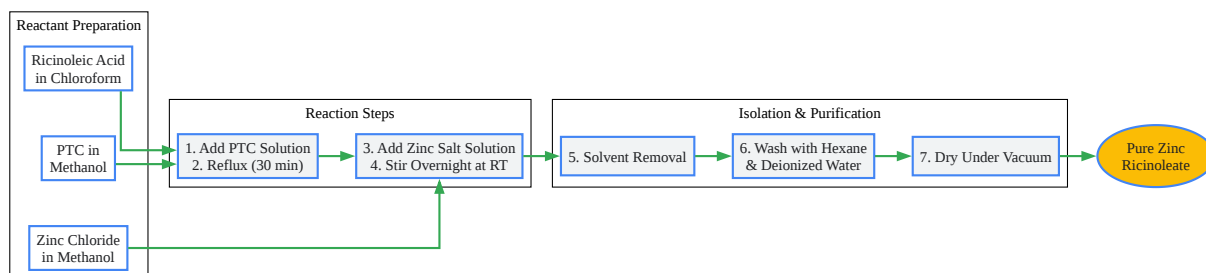 Reactant Preparation
Ricinoleic Acid
in Chloroform
PTC in
Methanol
Zinc Chloride
in Methanol
Reaction Steps
1. Add PTC Solution
2. Reflux (30 min)
3. Add Zinc Salt Solution
4. Stir Overnight at RT
Isolation & Purification
5. Solvent Removal
6. Wash with Hexane
& Deionized Water
7. Dry Under Vacuum
Pure Zinc
Ricinoleate